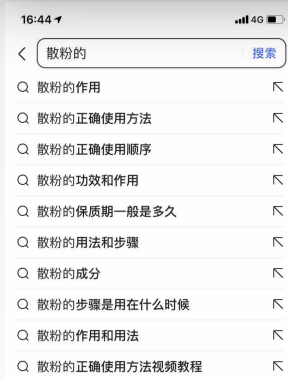 16:44 4G
散粉的 搜索
散粉的作用
散粉的正确使用方法
散粉的正确使用顺序
散粉的功效和作用
散粉的保质期一般是多久
散粉的用法和步骤
散粉的成分
散粉的步骤是用在什么时候
散粉的作用和用法
散粉的正确使用方法视频教程